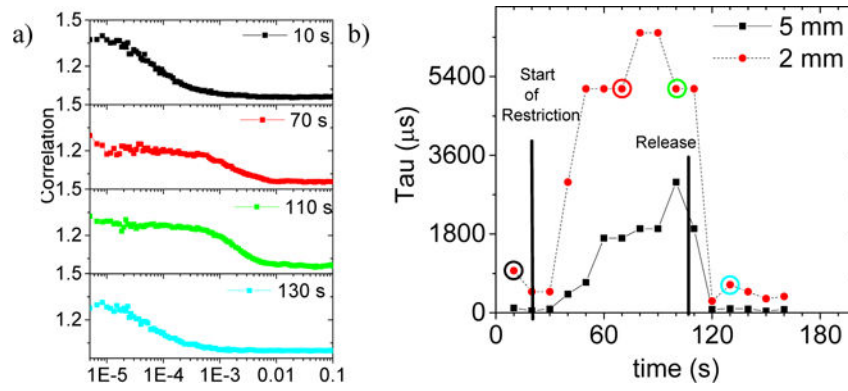 a)
1.5
1.2
1.5
1.2
1.5
1.2
1.5
1.2
Correlation
10 s
70 s
110 s
130 s
1E-5 1E-4 1E-3 0.01 0.1
b)
5 mm
2 mm
Start
of
Restriction
Release
Tau (µs)
5400
3600
1800
0
0 60 120 180
time (s)